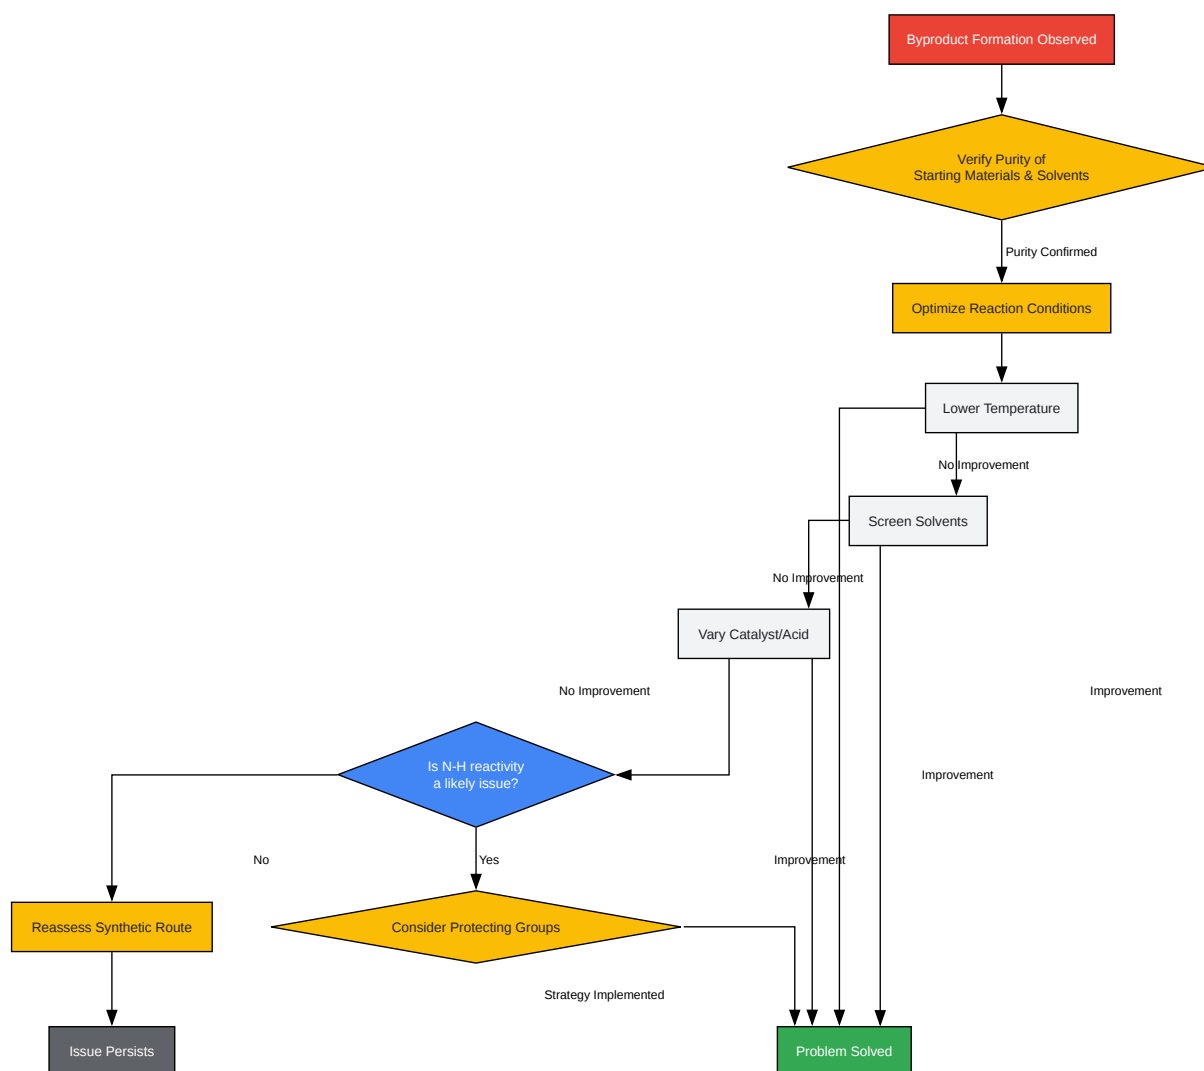 Byproduct Formation Observed
Verify Purity of
Starting Materials & Solvents
Purity Confirmed
Optimize Reaction Conditions
Lower Temperature
No Improvement
Screen Solvents
No Improvement
Vary Catalyst/Acid
No Improvement
Improvement
Is N-H reactivity
a likely issue?
Improvement
No
Yes
Improvement
Reassess Synthetic Route
Consider Protecting Groups
Strategy Implemented
Issue Persists
Problem Solved